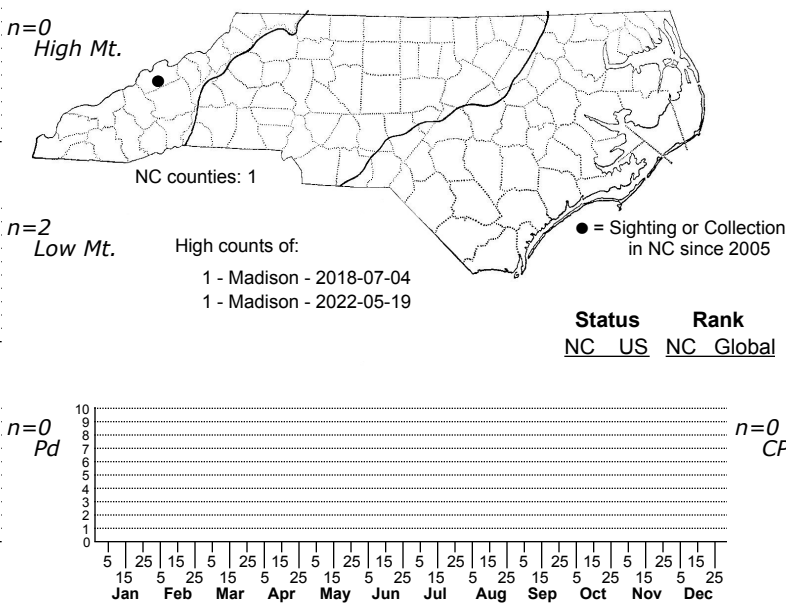 n=0
High Mt.
NC counties: 1
n=2
Low Mt.
High counts of:
1 - Madison - 2018-07-04
1 - Madison - 2022-05-19
● = Sighting or Collection
in NC since 2005
Status Rank
NC US NC Global
n=0
Pd
n=0
CP
10
9
8
7
6
5
4
3
2
1
0
5 25 15 5 25 15 5 25 15 5 25 15 5 25 15 5 25 15
15 5 25 15 5 25 15 5 25 15 5 25 15 5 25 15 5 25
Jan Feb Mar Apr May Jun Jul Aug Sep Oct Nov Dec